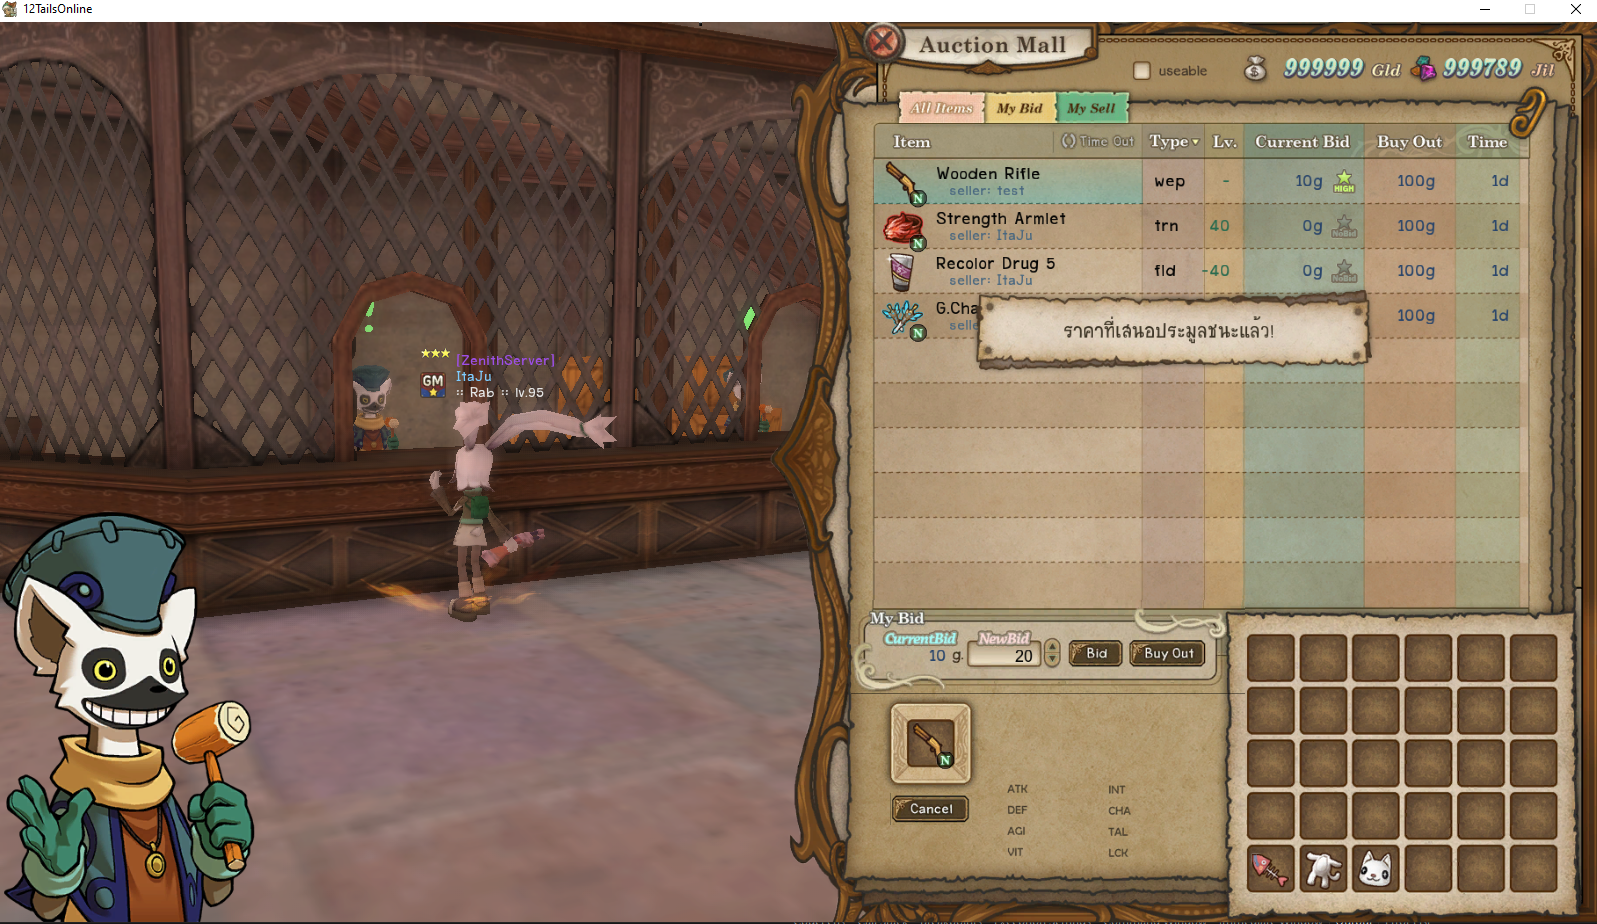 12TailsOnline
Auction Mall
useable
999999 Gld
999789 Jil
All Items
My Bid
My Sell
Item
Time Out
Type
Lv.
Current Bid
Buy Out
Time
Wooden Rifle
seller: test
N
wep
-
10g
HIGH
100g
1d
Strength Armlet
seller: ItaJu
N
trn
40
0g
NoBid
100g
1d
Recolor Drug 5
seller: ItaJu
fld
-40
0g
NoBid
100g
1d
G.Cha
selle
N
100g
1d
ราคาที่เสนอประมูลชนะแล้ว!
[ZenithServer]
GM
ItaJu
:: Rab :: lv.95
My Bid
CurrentBid
10 g.
NewBid
20
Bid
Buy Out
N
Cancel
ATK
INT
DEF
CHA
AGI
TAL
VIT
LCK